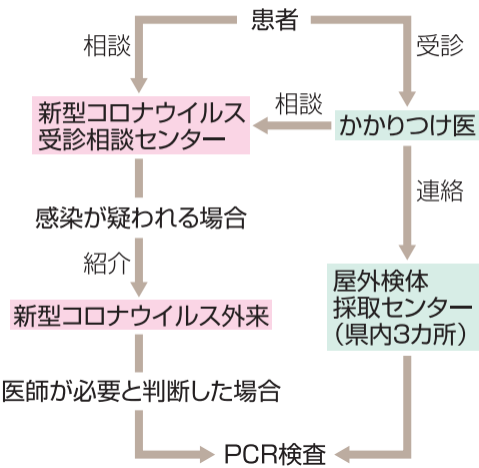 患者
相談
受診
新型コロナウイルス
受診相談センター
相談
かかりつけ医
連絡
感染が疑われる場合
紹介
新型コロナウイルス外来
屋外検体
採取センター
（県内3カ所）
医師が必要と判断した場合
PCR検査